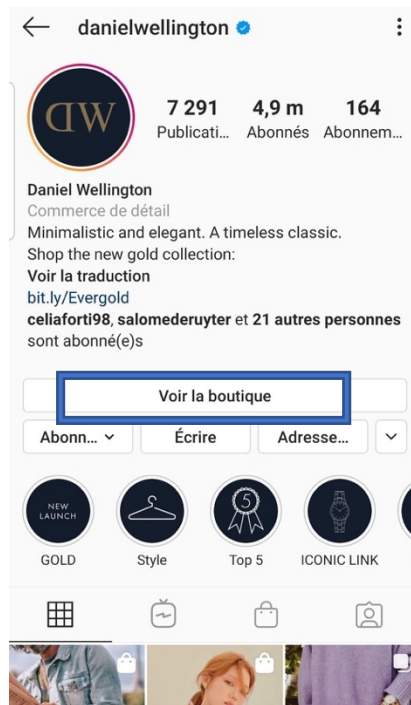 danielwellington
DW
7 291 4,9 m 164
Publicati... Abonnés Abonnem...
Daniel Wellington
Commerce de détail
Minimalistic and elegant. A timeless classic.
Shop the new gold collection:
Voir la traduction
bit.ly/Evergold
celiaforti98, salomederuyter et 21 autres personnes
sont abonné(e)s
Voir la boutique
Abonn... Écrire Adresse...
NEW
LAUNCH
5
GOLD Style Top 5 ICONIC LINK